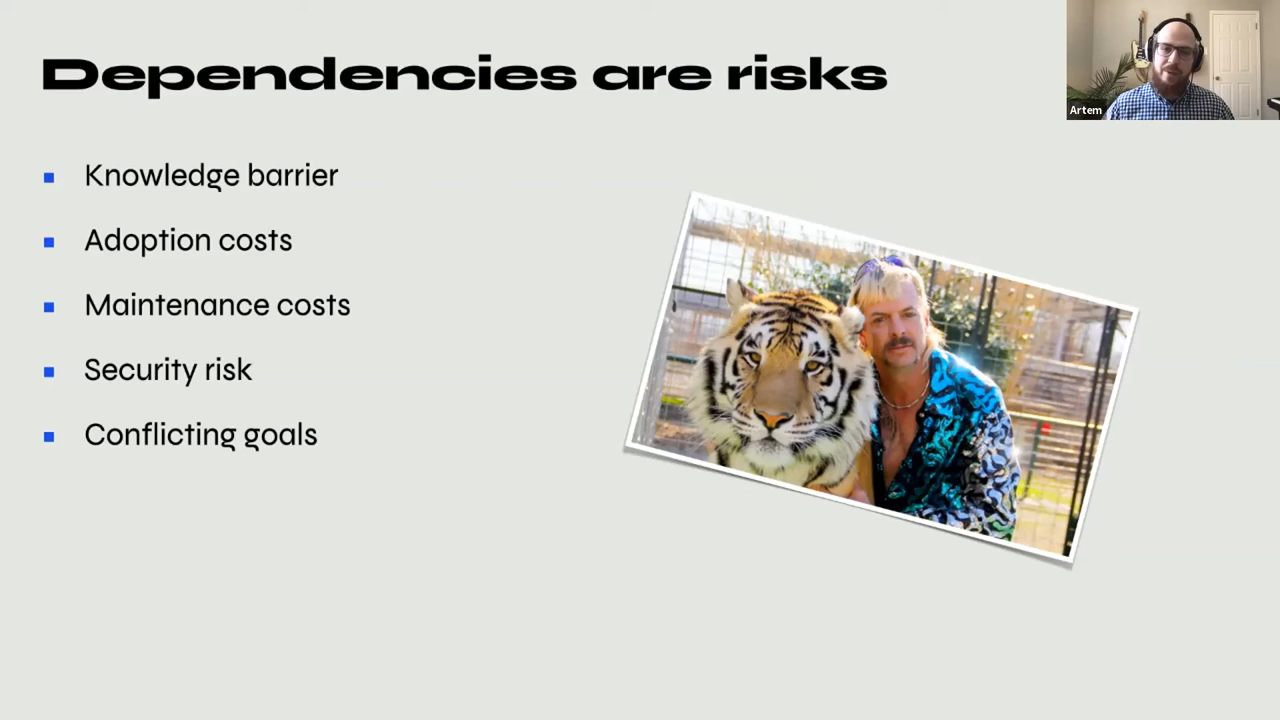 Dependencies are risks
Artem
Knowledge barrier
Adoption costs
Maintenance costs
Security risk
Conflicting goals